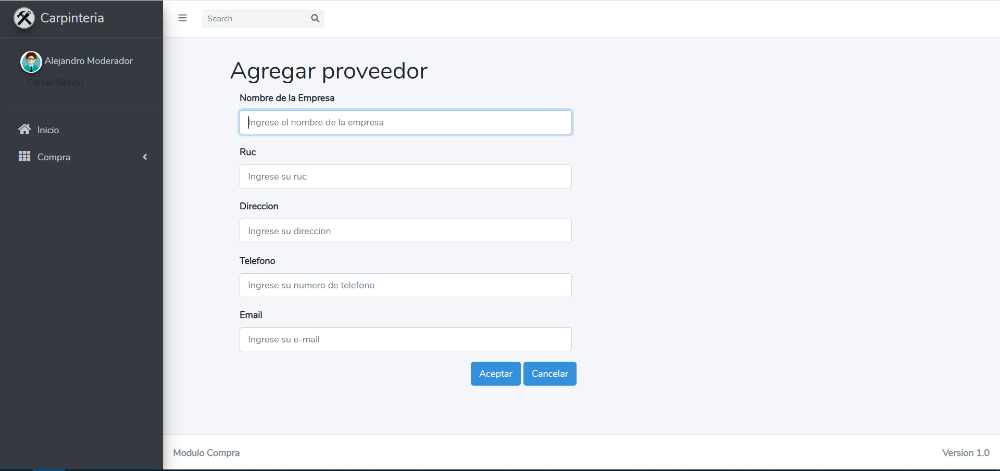 Carpinteria
Search
Alejandro Moderador
Cerrar Sesión
Inicio
Compra
Agregar proveedor
Nombre de la Empresa
Ingrese el nombre de la empresa
Ruc
Ingrese su ruc
Direccion
Ingrese su direccion
Telefono
Ingrese su numero de telefono
Email
Ingrese su e-mail
Aceptar Cancelar
Modulo Compra
Version 1.0